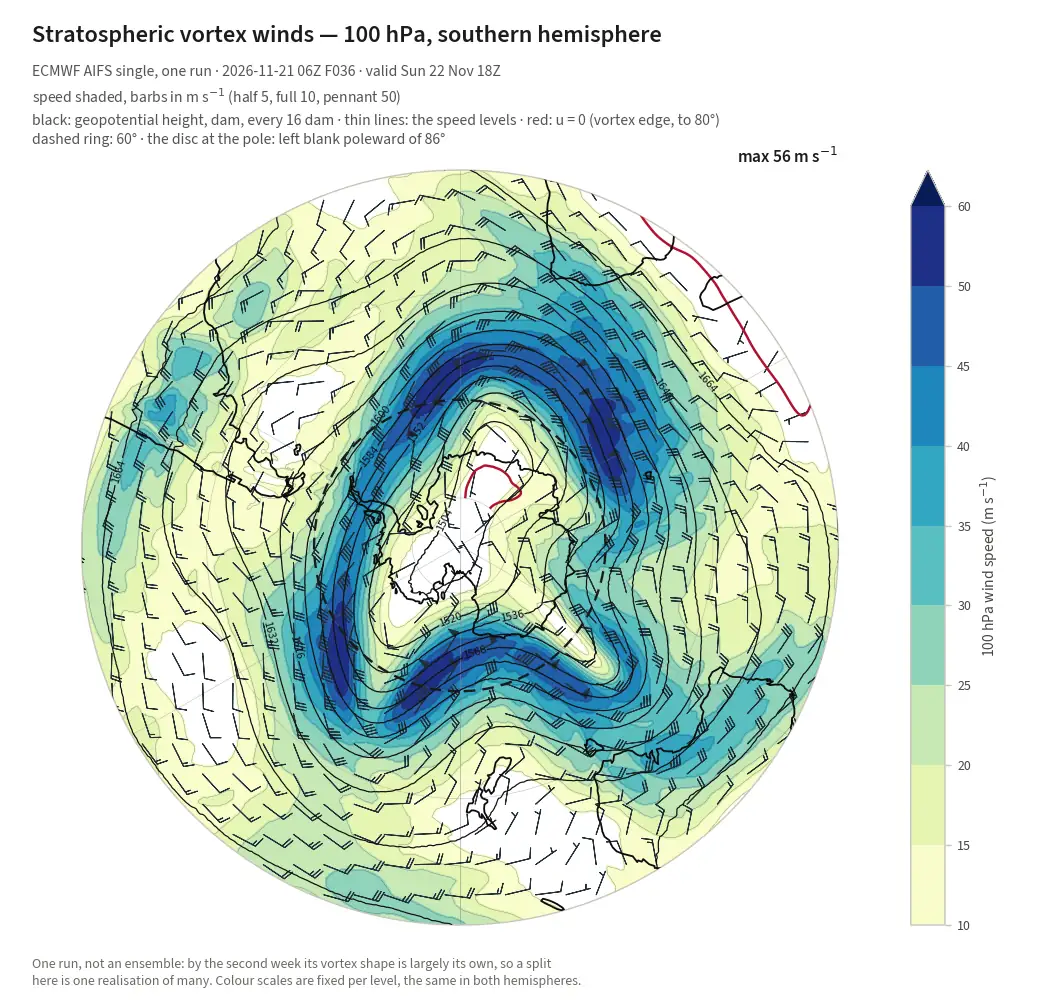 Stratospheric vortex winds — 100 hPa, southern hemisphere
ECMWF AIFS single, one run · 2026-11-21 06Z F036 · valid Sun 22 Nov 18Z
speed shaded, barbs in m s⁻¹ (half 5, full 10, pennant 50)
black: geopotential height, dam, every 16 dam · thin lines: the speed levels · red: u = 0 (vortex edge, to 80°)
dashed ring: 60° · the disc at the pole: left blank poleward of 86°
max 56 m s⁻¹
60
50
45
40
35
30
25
20
15
10
100 hPa wind speed (m s⁻¹)
1664
1600
1584
1520
1536
1568
1632
One run, not an ensemble: by the second week its vortex shape is largely its own, so a split
here is one realisation of many. Colour scales are fixed per level, the same in both hemispheres.